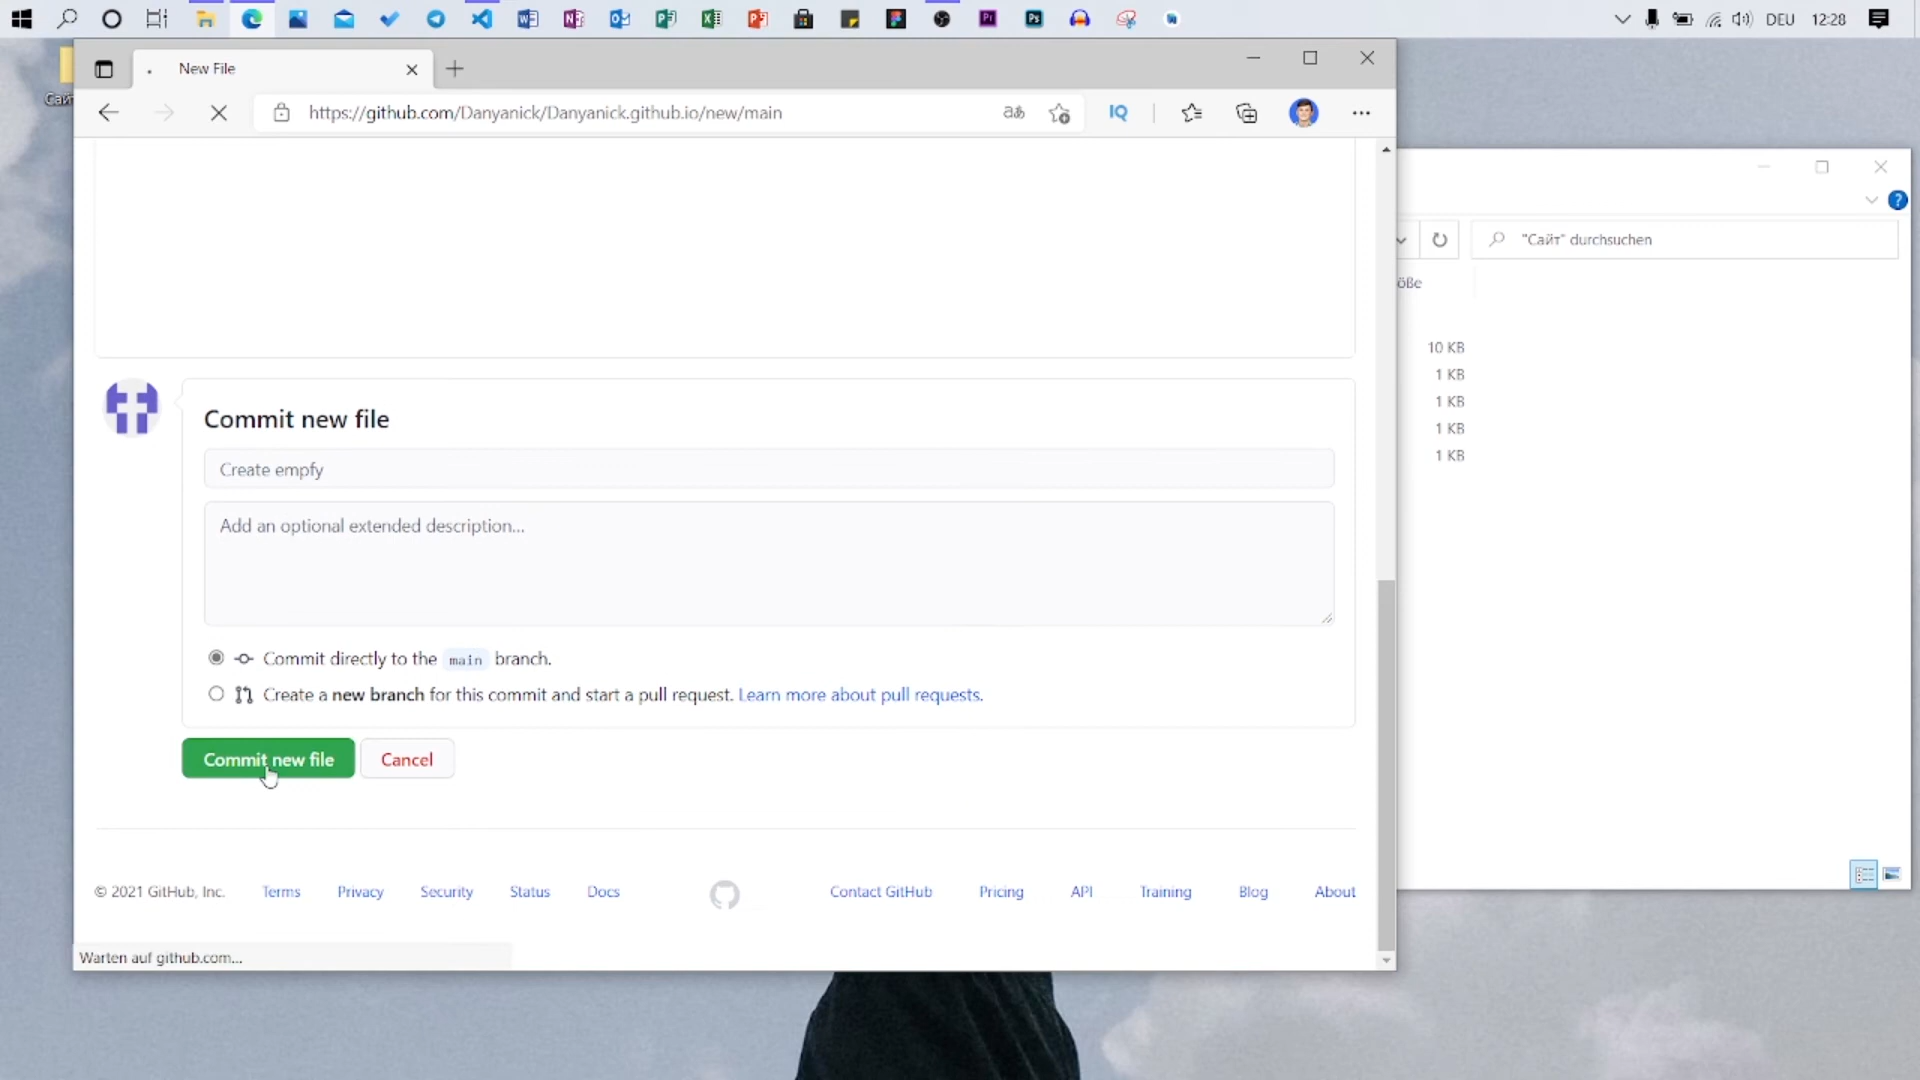 DEU 12:28
Сайт
New File
https://github.com/Danyanick/Danyanick.github.io/new/main
aあ
IQ
"Сайт" durchsuchen
öße
10 KB
1 KB
1 KB
1 KB
1 KB
Commit new file
Create empfy
Add an optional extended description...
Commit directly to the main branch.
Create a new branch for this commit and start a pull request. Learn more about pull requests.
Commit new file Cancel
© 2021 GitHub, Inc. Terms Privacy Security Status Docs Contact GitHub Pricing API Training Blog About
Warten auf github.com...